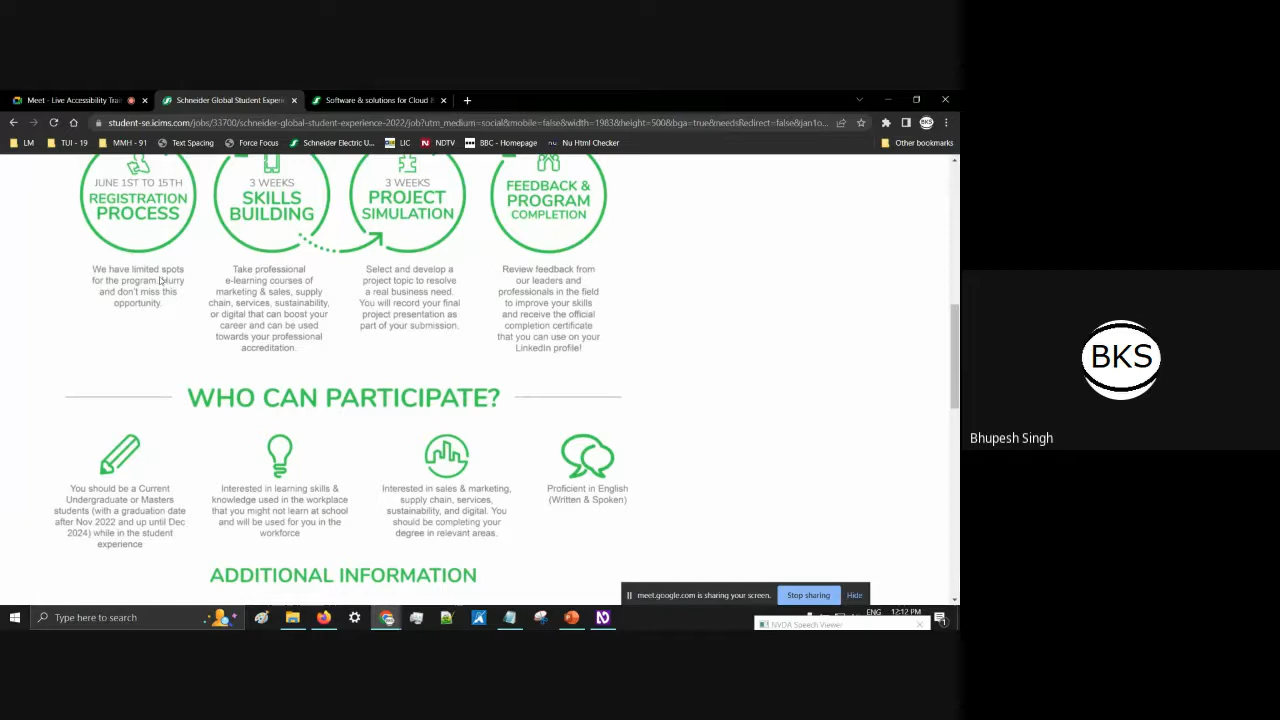 Meet - Live Accessibility Trai
Schneider Global Student Experie
Software & solutions for Cloud
student-se.icims.com/jobs/33700/schneider-global-student-experience-2022/job?utm_medium=social&mobile=false&width=1983&height=500&bga=true&needsRedirect=false&jan1o...
LM
TUI - 19
MMH - 91
Text Spacing
Force Focus
Schneider Electric U...
LIC
NDTV
BBC - Homepage
Nu Html Checker
Other bookmarks
JUNE 1ST TO 15TH
REGISTRATION
PROCESS
We have limited spots
for the program. Hurry
and don't miss this
opportunity.
3 WEEKS
SKILLS
BUILDING
Take professional
e-learning courses of
marketing & sales, supply
chain, services, sustainability,
or digital that can boost your
career and can be used
towards your professional
accreditation.
3 WEEKS
PROJECT
SIMULATION
Select and develop a
project topic to resolve
a real business need.
You will record your final
project presentation as
part of your submission.
FEEDBACK &
PROGRAM
COMPLETION
Review feedback from
our leaders and
professionals in the field
to improve your skills
and receive the official
completion certificate
that you can use on your
LinkedIn profile!
WHO CAN PARTICIPATE?
You should be a Current
Undergraduate or Masters
students (with a graduation date
after Nov 2022 and up until Dec
2024) while in the student
experience
Interested in learning skills &
knowledge used in the workplace
that you might not learn at school
and will be used for you in the
workforce
Interested in sales & marketing,
supply chain, services,
sustainability, and digital. You
should be completing your
degree in relevant areas.
Proficient in English
(Written & Spoken)
ADDITIONAL INFORMATION
meet.google.com is sharing your screen.
Stop sharing
Hide
Type here to search
ENG
12:12 PM
NVDA Speech Viewer
BKS
Bhupesh Singh